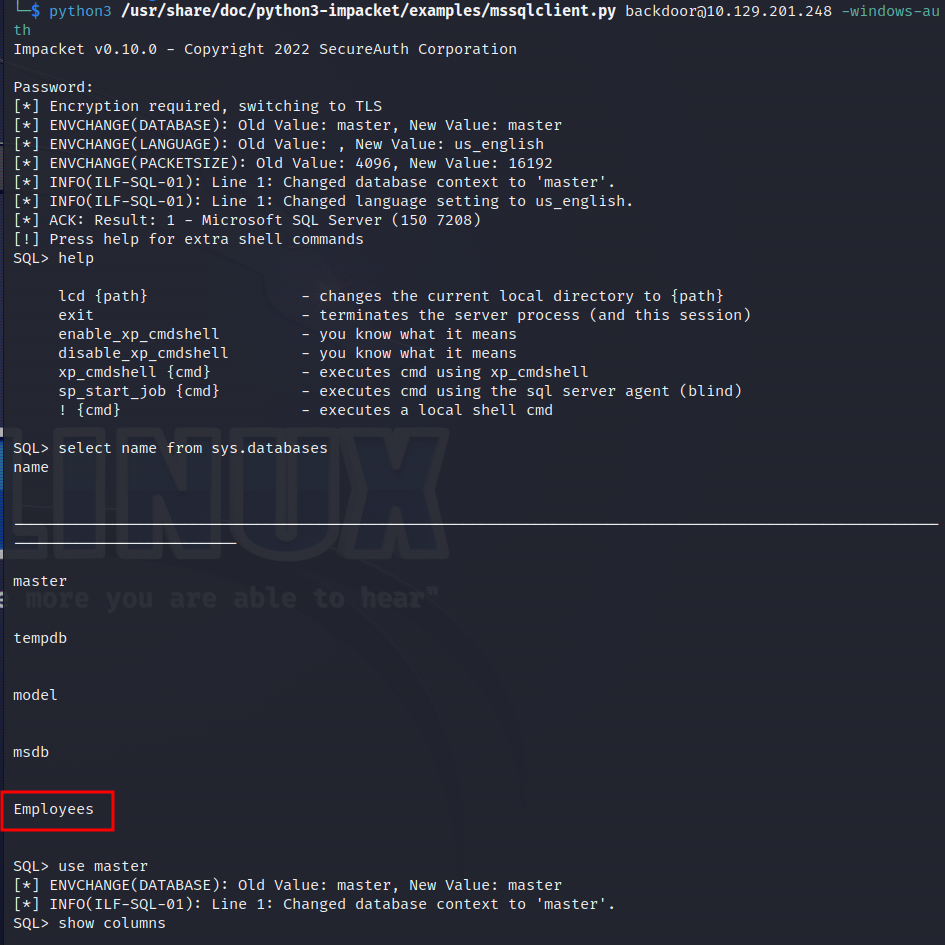 └─$ python3 /usr/share/doc/python3-impacket/examples/mssqlclient.py backdoor@10.129.201.248 -windows-au
th
Impacket v0.10.0 - Copyright 2022 SecureAuth Corporation
Password:
[*] Encryption required, switching to TLS
[*] ENVCHANGE(DATABASE): Old Value: master, New Value: master
[*] ENVCHANGE(LANGUAGE): Old Value: , New Value: us_english
[*] ENVCHANGE(PACKETSIZE): Old Value: 4096, New Value: 16192
[*] INFO(ILF-SQL-01): Line 1: Changed database context to 'master'.
[*] INFO(ILF-SQL-01): Line 1: Changed language setting to us_english.
[*] ACK: Result: 1 - Microsoft SQL Server (150 7208)
[!] Press help for extra shell commands
SQL> help
lcd {path} - changes the current local directory to {path}
exit - terminates the server process (and this session)
enable_xp_cmdshell - you know what it means
disable_xp_cmdshell - you know what it means
xp_cmdshell {cmd} - executes cmd using xp_cmdshell
sp_start_job {cmd} - executes cmd using the sql server agent (blind)
! {cmd} - executes a local shell cmd
SQL> select name from sys.databases
name
LINUX
master
more you are able to hear"
tempdb
model
msdb
Employees
SQL> use master
[*] ENVCHANGE(DATABASE): Old Value: master, New Value: master
[*] INFO(ILF-SQL-01): Line 1: Changed database context to 'master'.
SQL> show columns